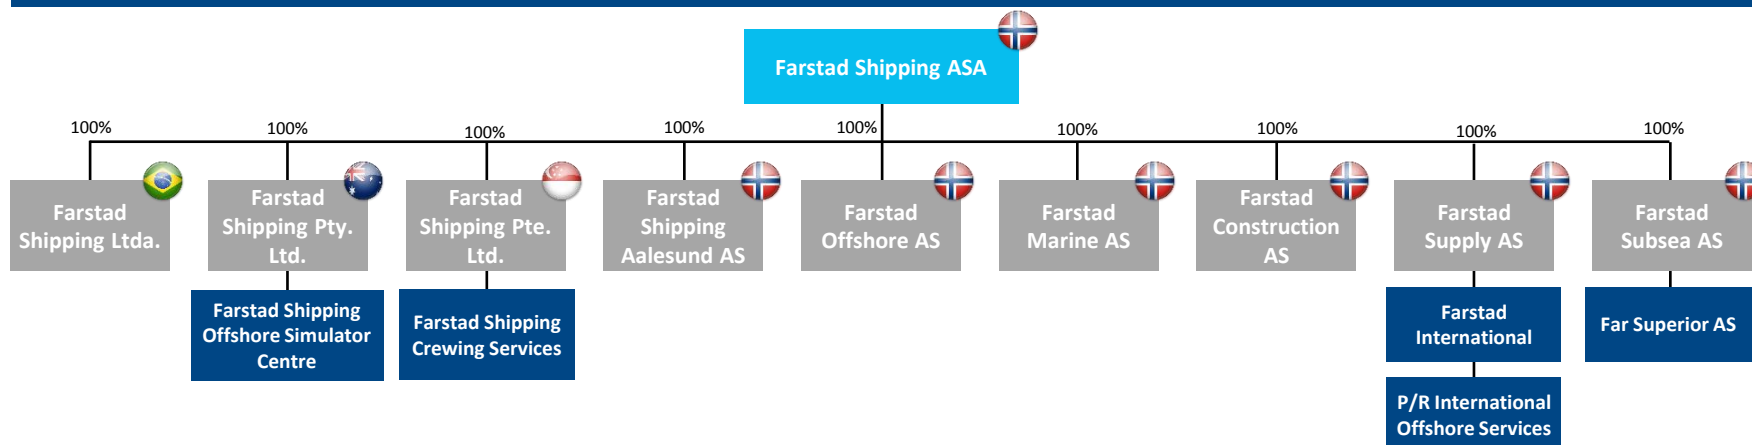 Farstad Shipping ASA
100%
100%
100%
100%
100%
100%
100%
100%
100%
Farstad
Shipping Ltda.
Farstad
Shipping Pty.
Ltd.
Farstad
Shipping Pte.
Ltd.
Farstad
Shipping
Aalesund AS
Farstad
Offshore AS
Farstad
Marine AS
Farstad
Construction
AS
Farstad
Supply AS
Farstad
Subsea AS
Farstad Shipping
Offshore Simulator
Centre
Farstad Shipping
Crewing Services
Farstad
International
Far Superior AS
P/R International
Offshore Services